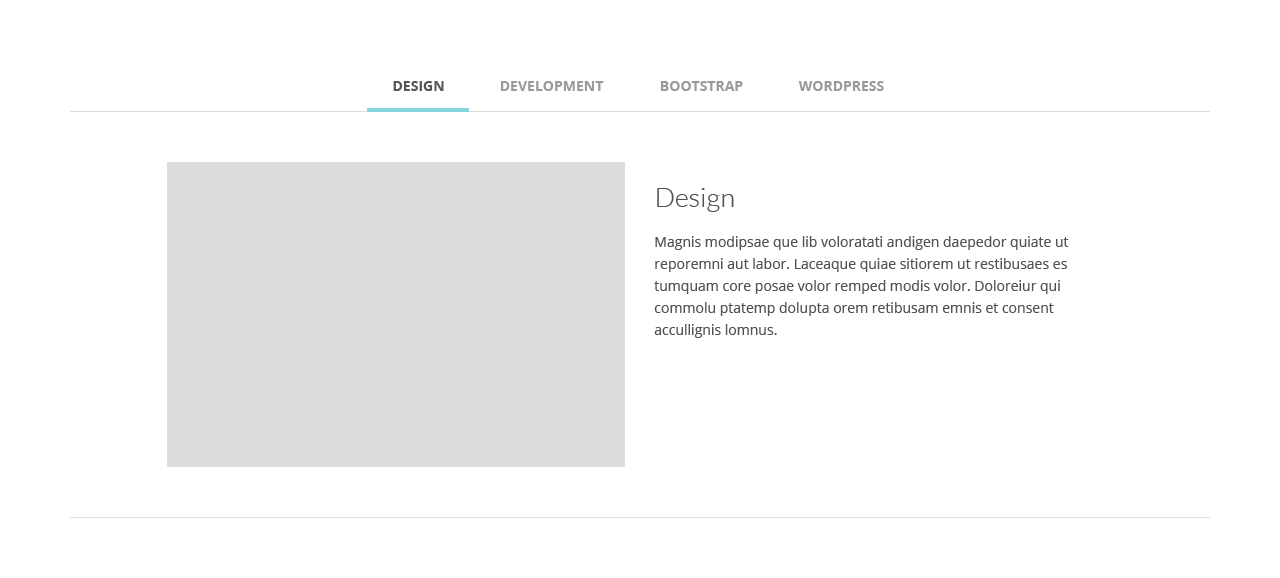 DESIGN DEVELOPMENT BOOTSTRAP WORDPRESS
Design
Magnis modipsae que lib voloratati andigen daepedor quiate ut
reporemni aut labor. Laceaque quiae sitiorem ut restibusaes es
tumquam core posae volor remped modis volor. Doloreiur qui
commolu ptatemp dolupta orem retibusam emnis et consent
accullignis lomnus.